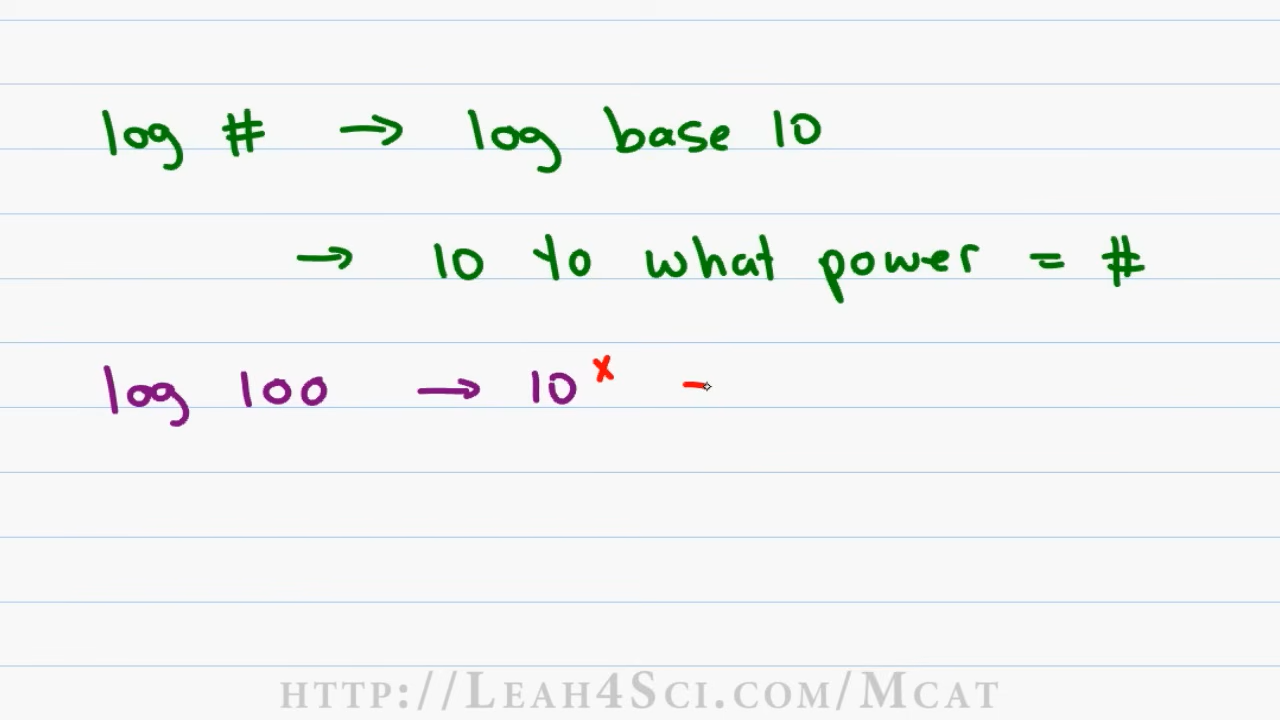 log # → log base 10
→ 10 to what power = #
log 100 → 10ˣ -
HTTP://LEAH4SCI.COM/MCAT